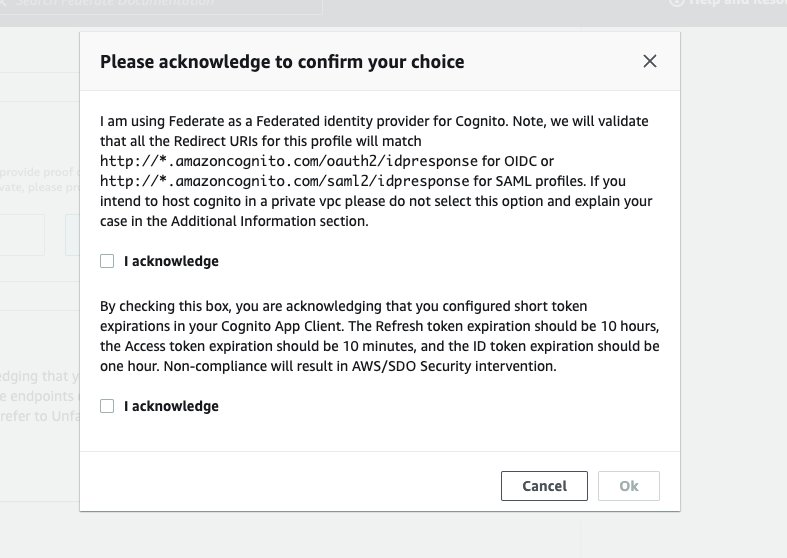 Search Federate Documentation
Help and Reso
Please acknowledge to confirm your choice
I am using Federate as a Federated identity provider for Cognito. Note, we will validate
that all the Redirect URIs for this profile will match
http://*.amazoncognito.com/oauth2/idpresponse for OIDC or
http://*.amazoncognito.com/saml2/idpresponse for SAML profiles. If you
intend to host cognito in a private vpc please do not select this option and explain your
case in the Additional Information section.
I acknowledge
By checking this box, you are acknowledging that you configured short token
expirations in your Cognito App Client. The Refresh token expiration should be 10 hours,
the Access token expiration should be 10 minutes, and the ID token expiration should be
one hour. Non-compliance will result in AWS/SDO Security intervention.
I acknowledge
Cancel
Ok
provide proof
vate, please pr
dging that y
e endpoints
refer to Unfa